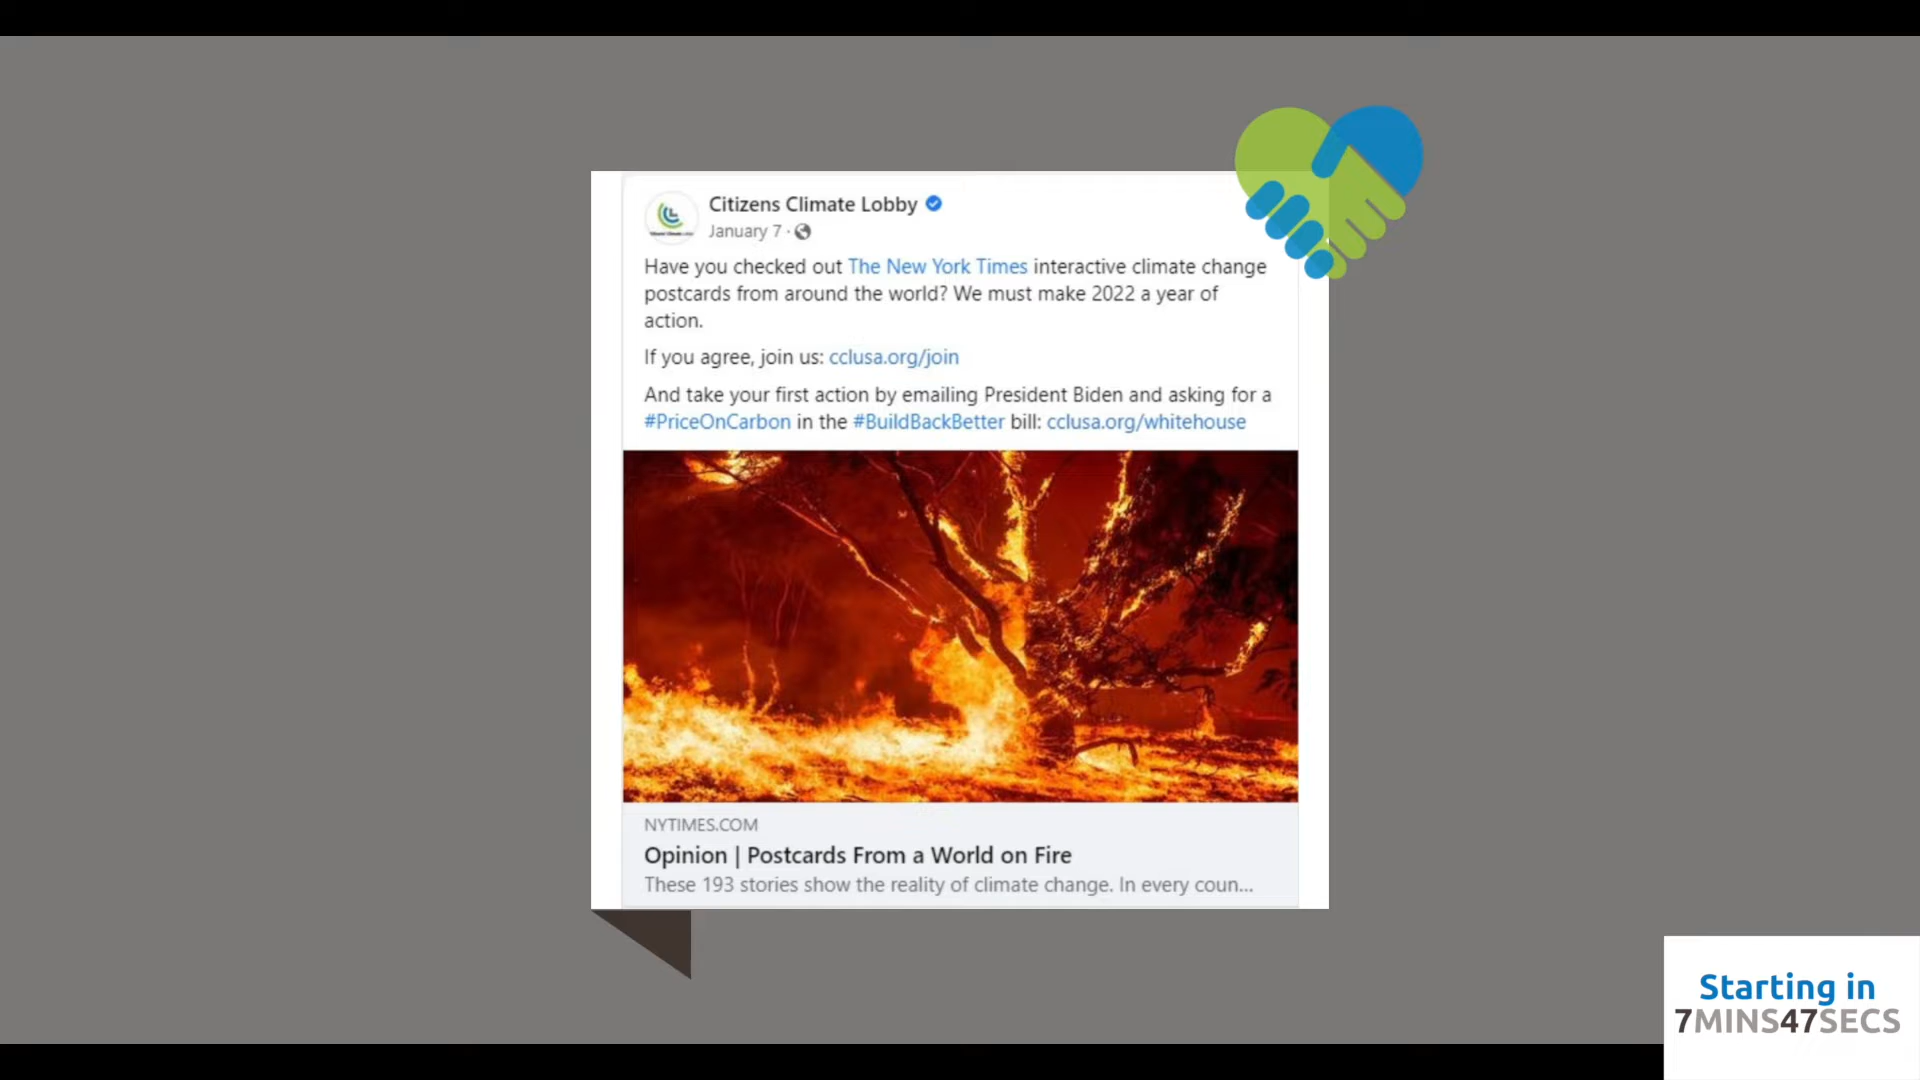 Citizens Climate Lobby
January 7 ·
Have you checked out The New York Times interactive climate change
postcards from around the world? We must make 2022 a year of
action.
If you agree, join us: cclusa.org/join
And take your first action by emailing President Biden and asking for a
#PriceOnCarbon in the #BuildBackBetter bill: cclusa.org/whitehouse
NYTIMES.COM
Opinion | Postcards From a World on Fire
These 193 stories show the reality of climate change. In every coun...
Starting in
7MINS47SECS